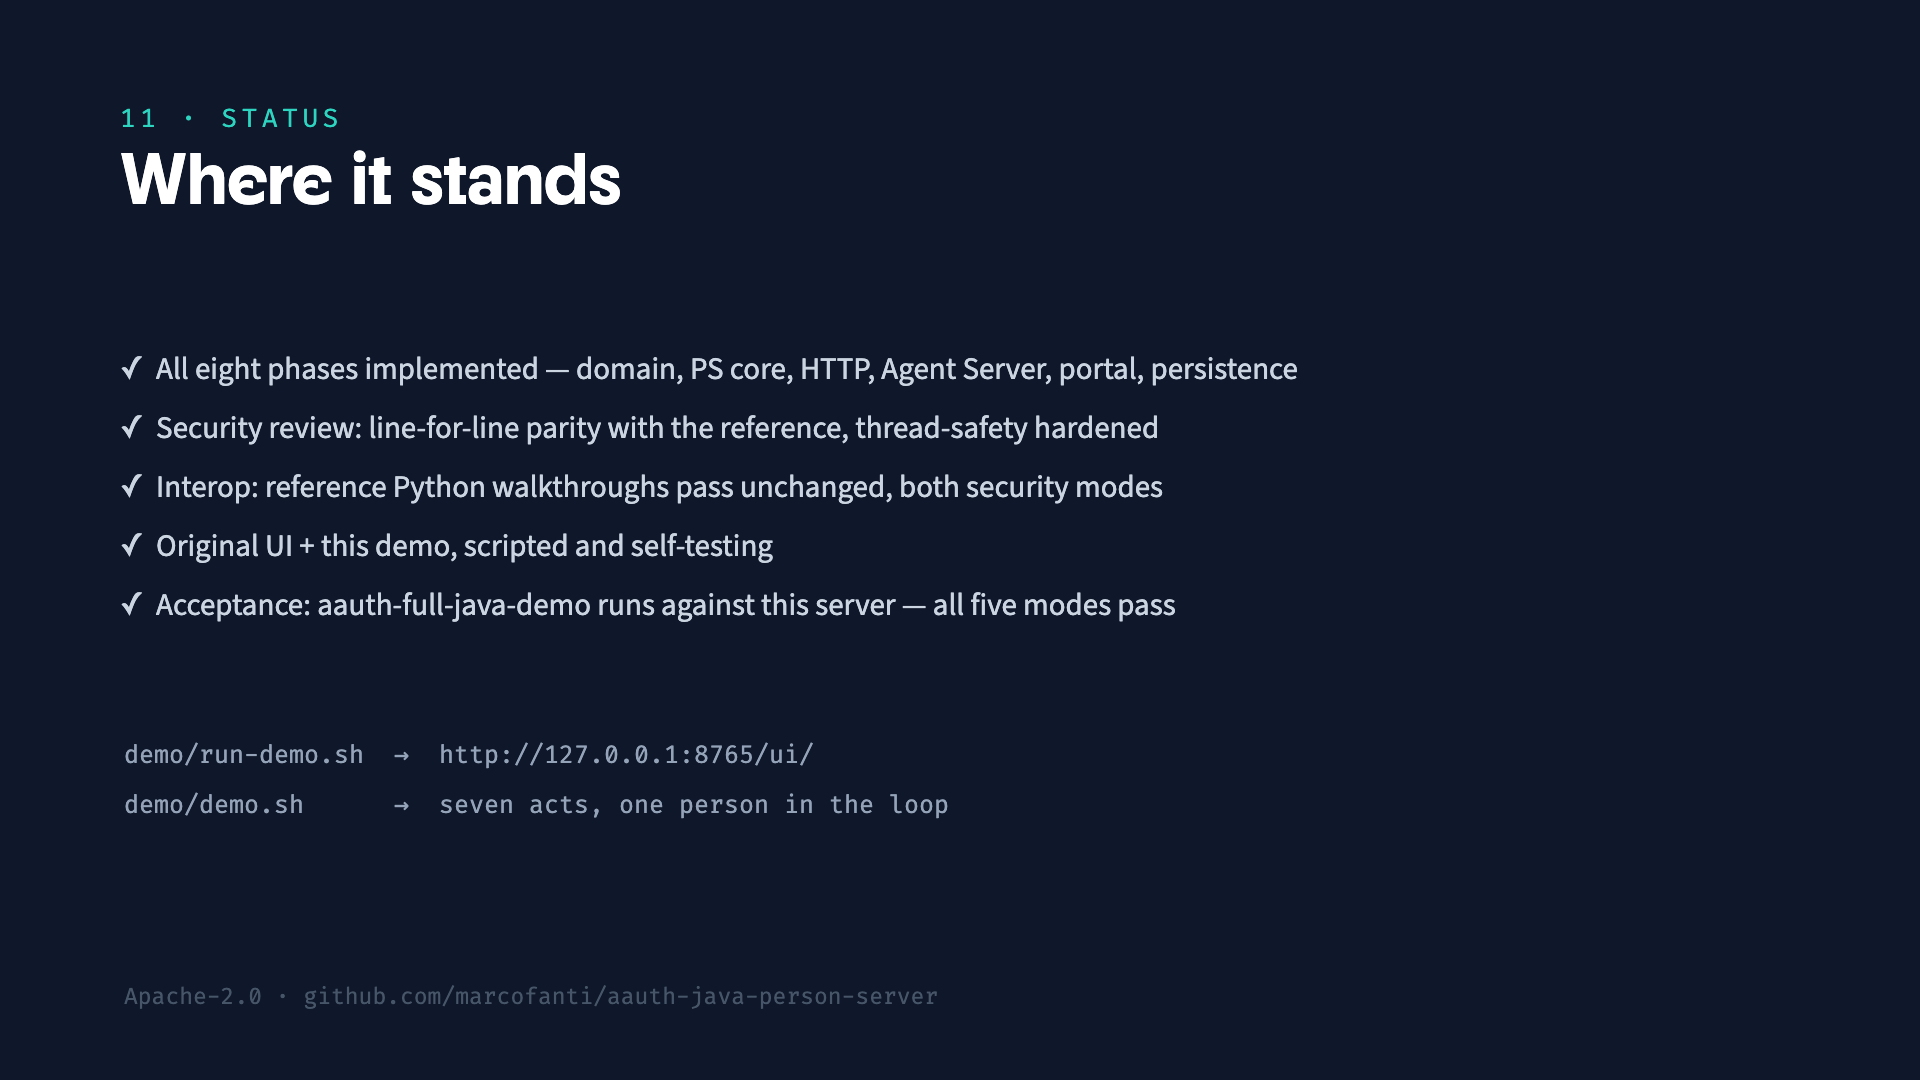 11 · STATUS
Where it stands
✓ All eight phases implemented — domain, PS core, HTTP, Agent Server, portal, persistence
✓ Security review: line-for-line parity with the reference, thread-safety hardened
✓ Interop: reference Python walkthroughs pass unchanged, both security modes
✓ Original UI + this demo, scripted and self-testing
✓ Acceptance: aauth-full-java-demo runs against this server — all five modes pass
demo/run-demo.sh → http://127.0.0.1:8765/ui/
demo/demo.sh → seven acts, one person in the loop
Apache-2.0 · github.com/marcofanti/aauth-java-person-server